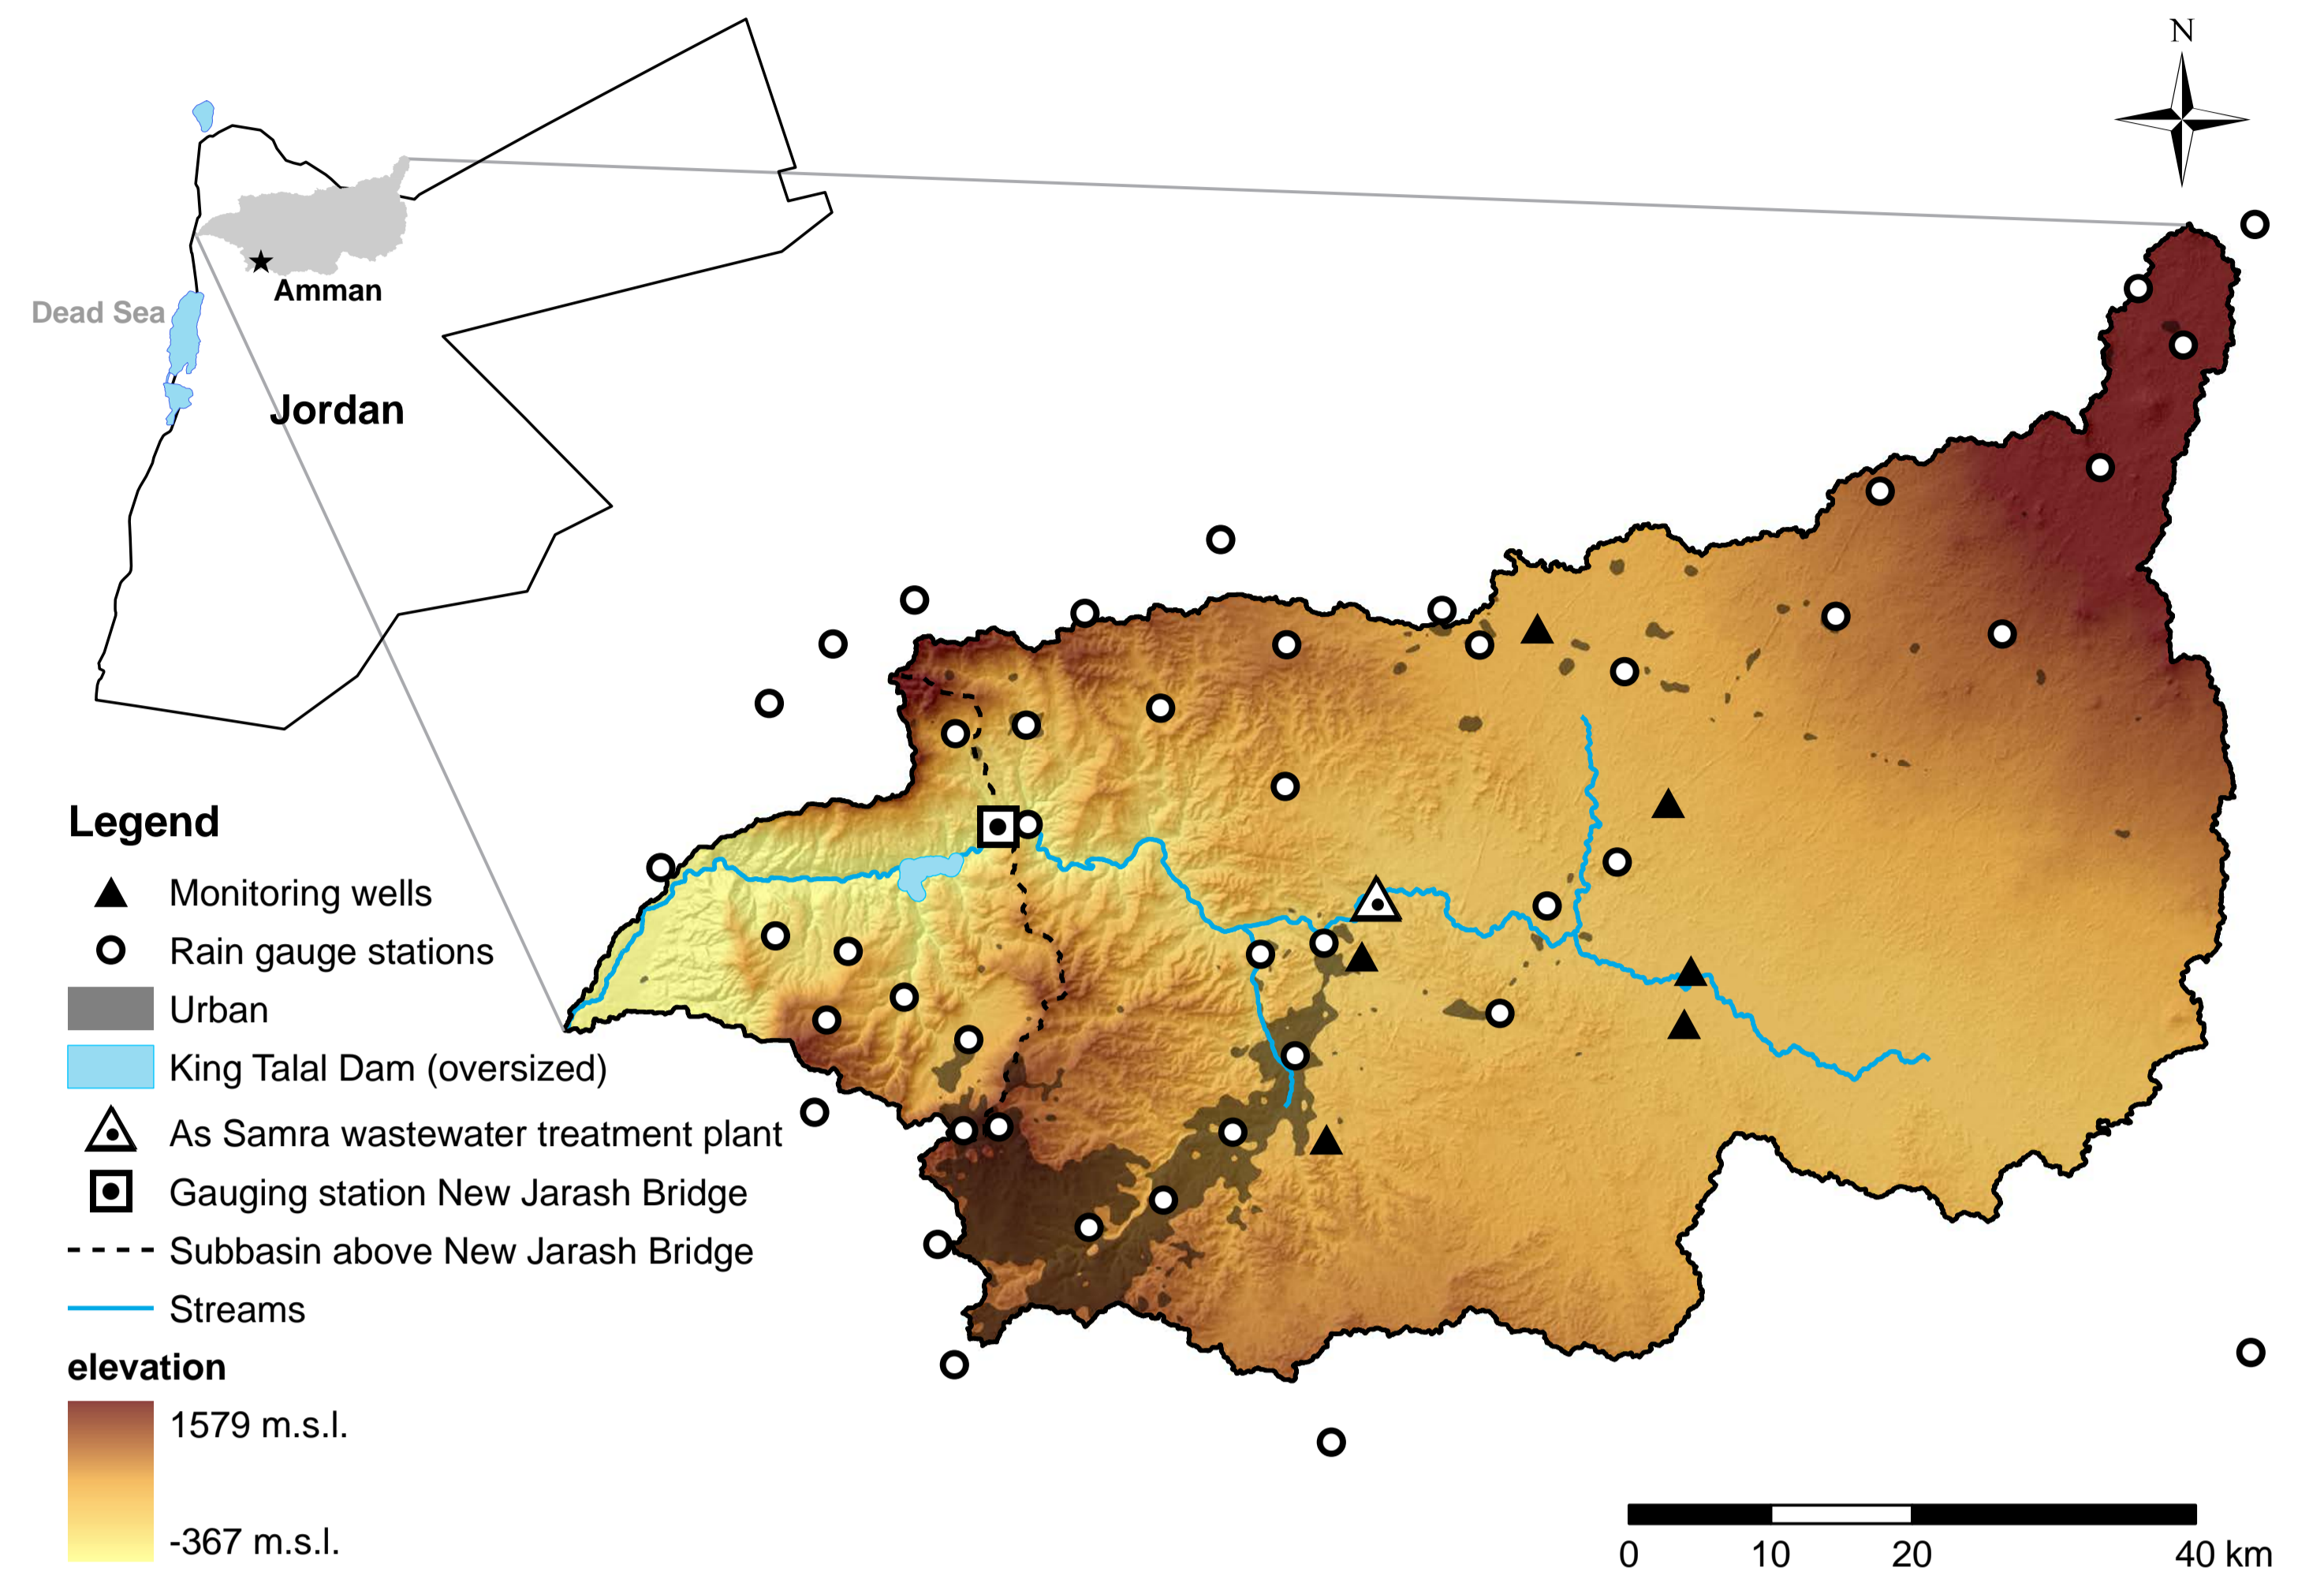 N
Dead Sea
Amman
Jordan
Legend
Monitoring wells
Rain gauge stations
Urban
King Talal Dam (oversized)
As Samra wastewater treatment plant
Gauging station New Jarash Bridge
Subbasin above New Jarash Bridge
Streams
elevation
1579 m.s.l.
-367 m.s.l.
0 10 20 40 km